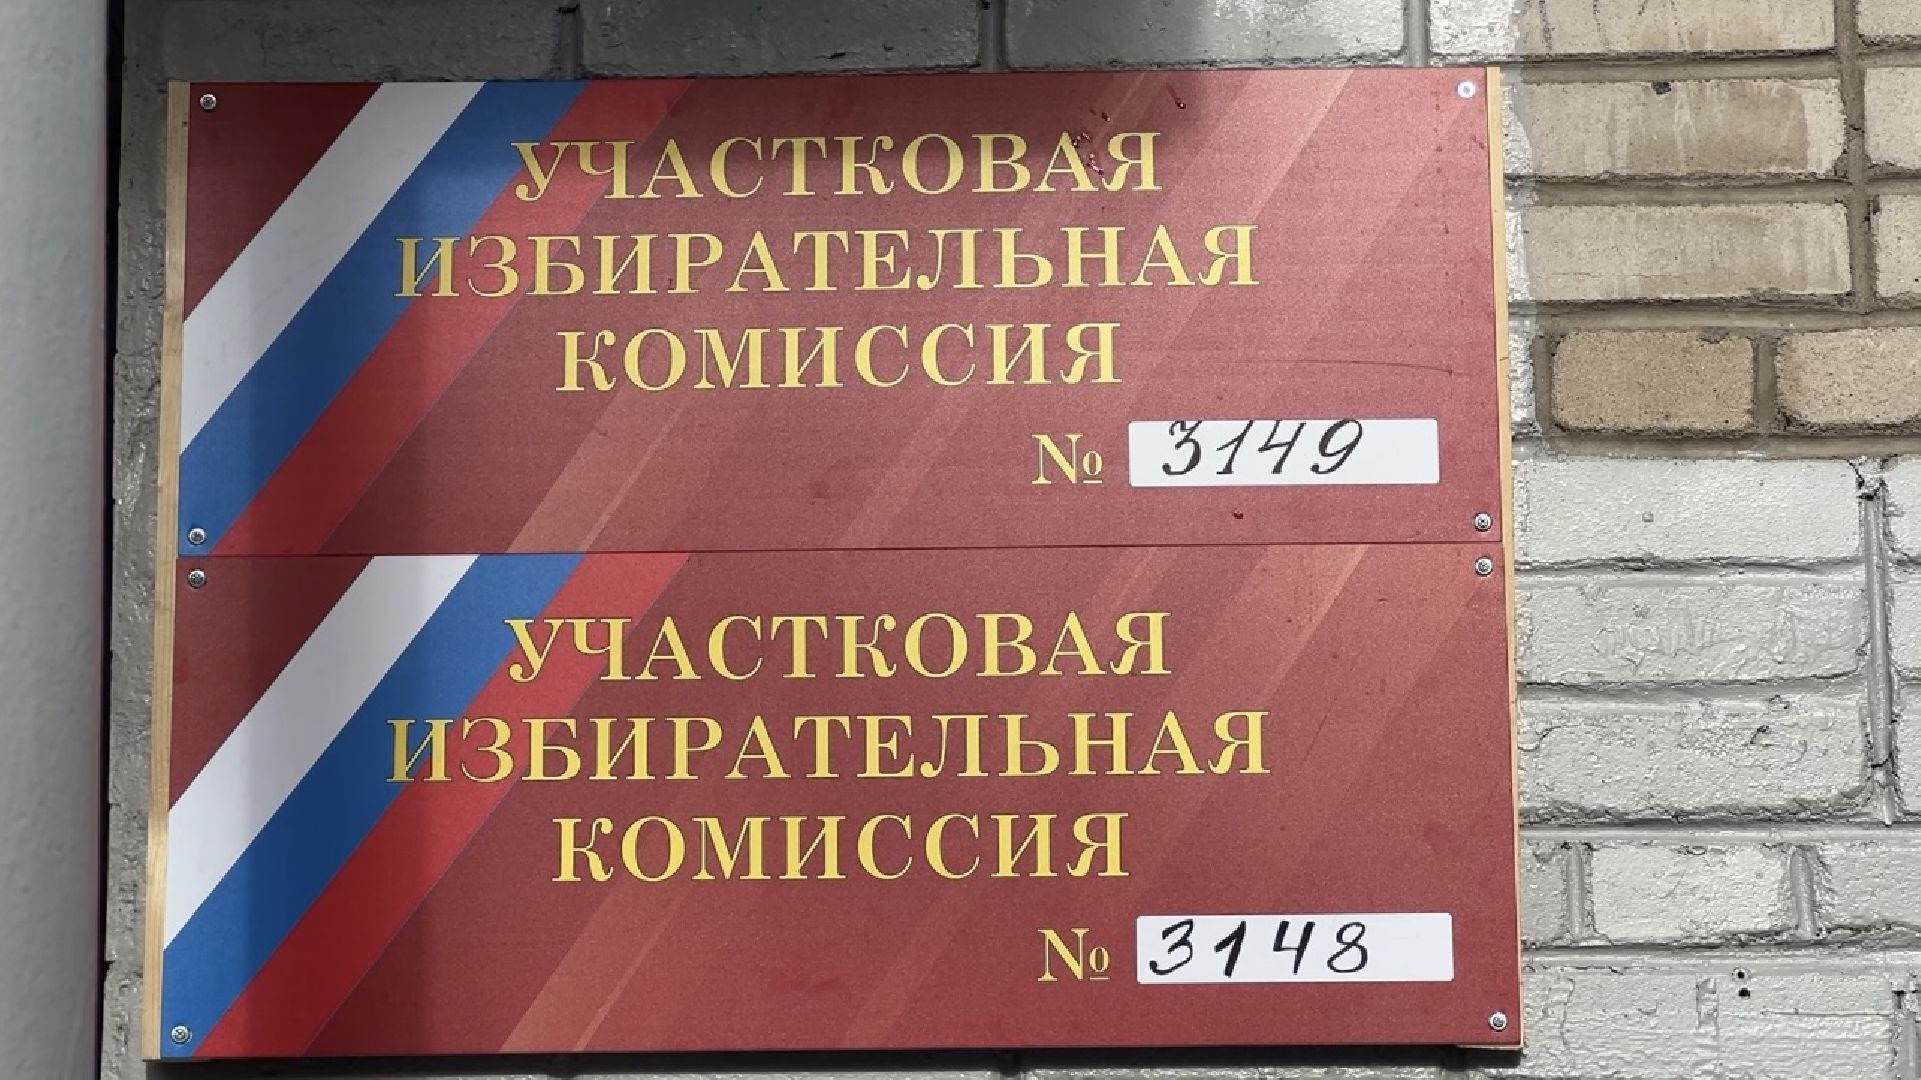 УЧАСТКОВАЯ
ИЗБИРАТЕЛЬНАЯ
КОМИССИЯ
№ 3149
УЧАСТКОВАЯ
ИЗБИРАТЕЛЬНАЯ
КОМИССИЯ
№ 3148